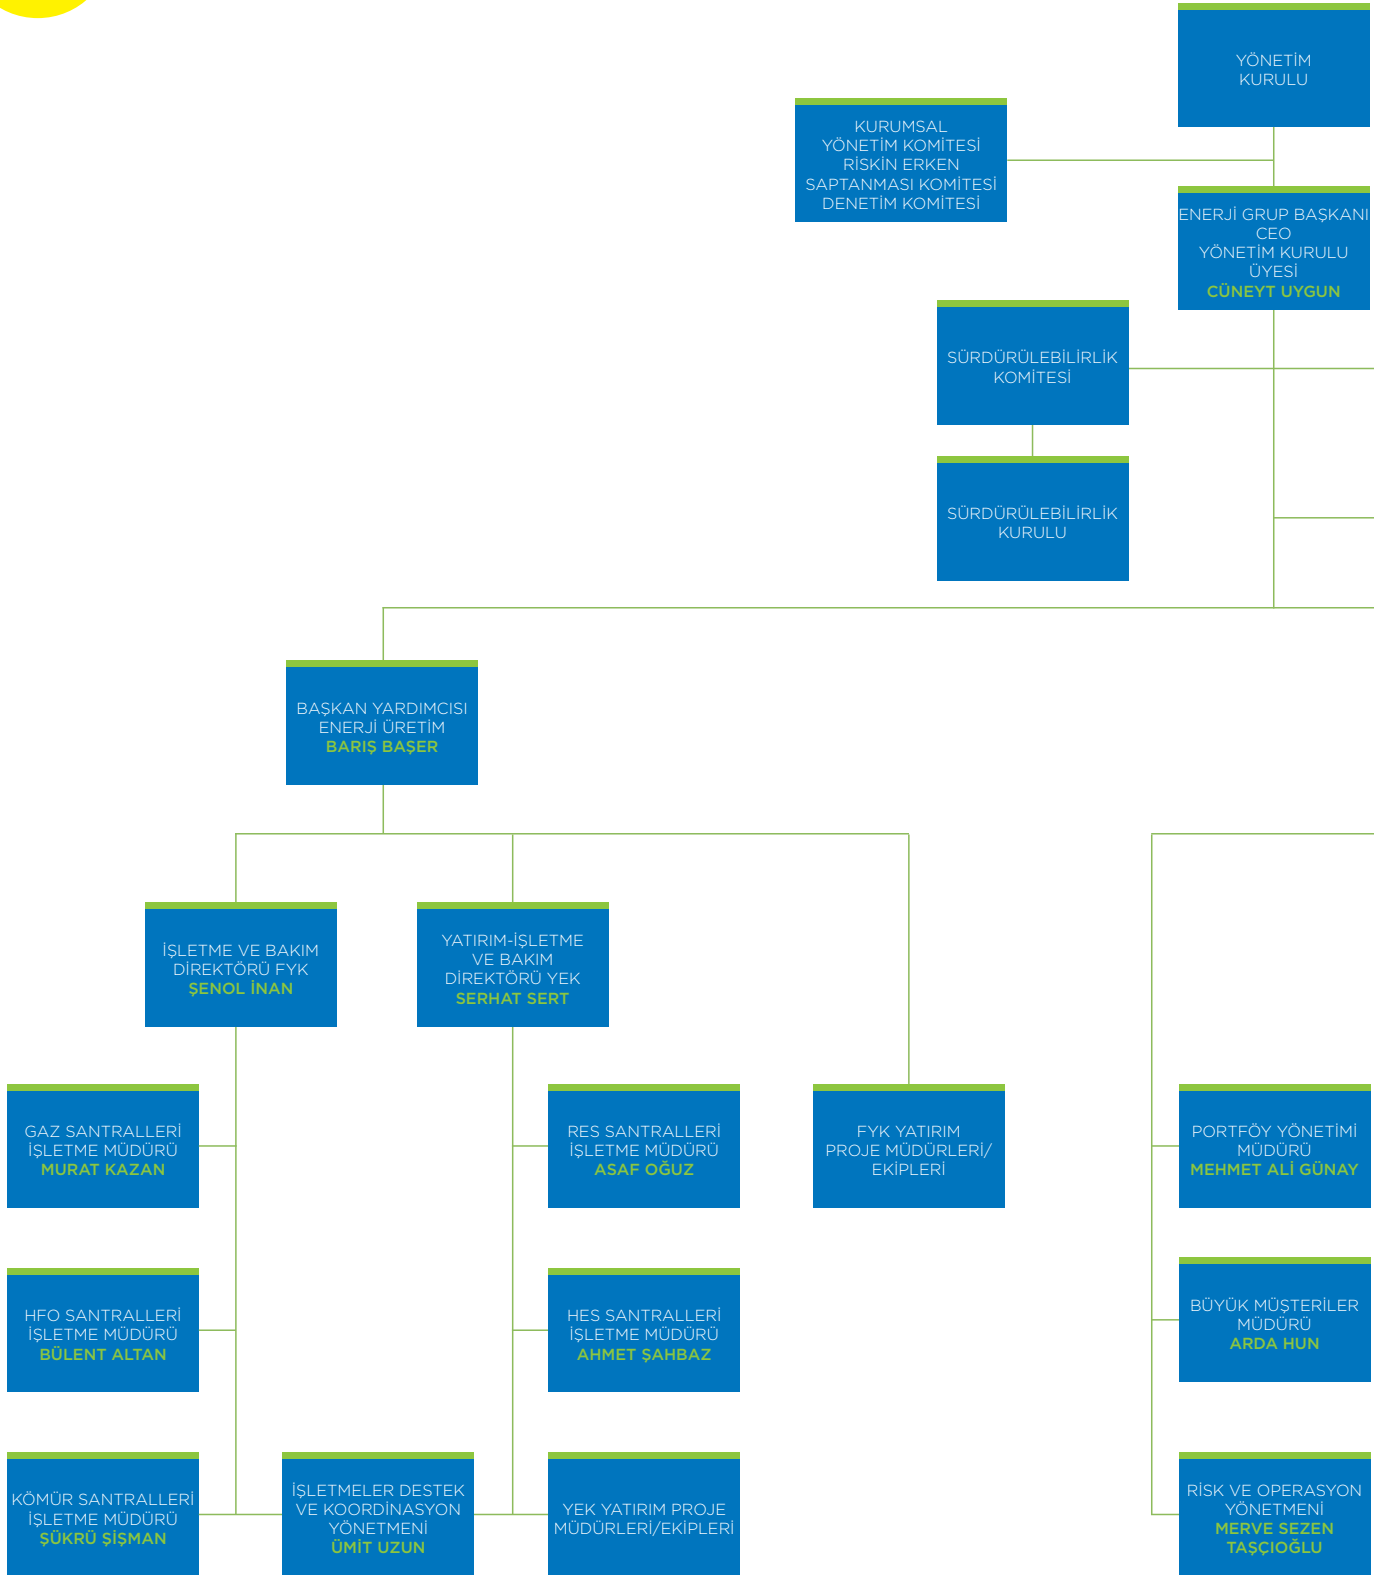 YÖNETİM
KURULU
KURUMSAL
YÖNETİM KOMİTESİ
RİSKİN ERKEN
SAPTANMASI KOMİTESİ
DENETİM KOMİTESİ
ENERJİ GRUP BAŞKANI
CEO
YÖNETİM KURULU
ÜYESİ
CÜNEYT UYGUN
SÜRDÜRÜLEBİLİRLİK
KOMİTESİ
SÜRDÜRÜLEBİLİRLİK
KURULU
BAŞKAN YARDIMCISI
ENERJİ ÜRETİM
BARIŞ BAŞER
İŞLETME VE BAKIM
DİREKTÖRÜ FYK
ŞENOL İNAN
YATIRIM-İŞLETME
VE BAKIM
DİREKTÖRÜ YEK
SERHAT SERT
GAZ SANTRALLERİ
İŞLETME MÜDÜRÜ
MURAT KAZAN
RES SANTRALLERİ
İŞLETME MÜDÜRÜ
ASAF OĞUZ
FYK YATIRIM
PROJE MÜDÜRLERİ/
EKİPLERİ
PORTFÖY YÖNETİMİ
MÜDÜRÜ
MEHMET ALİ GÜNAY
HFO SANTRALLERİ
İŞLETME MÜDÜRÜ
BÜLENT ALTAN
HES SANTRALLERİ
İŞLETME MÜDÜRÜ
AHMET ŞAHBAZ
BÜYÜK MÜŞTERİLER
MÜDÜRÜ
ARDA HUN
KÖMÜR SANTRALLERİ
İŞLETME MÜDÜRÜ
ŞÜKRÜ ŞİŞMAN
İŞLETMELER DESTEK
VE KOORDİNASYON
YÖNETMENİ
ÜMİT UZUN
YEK YATIRIM PROJE
MÜDÜRLERİ/EKİPLERİ
RİSK VE OPERASYON
YÖNETMENİ
MERVE SEZEN
TAŞÇIOĞLU